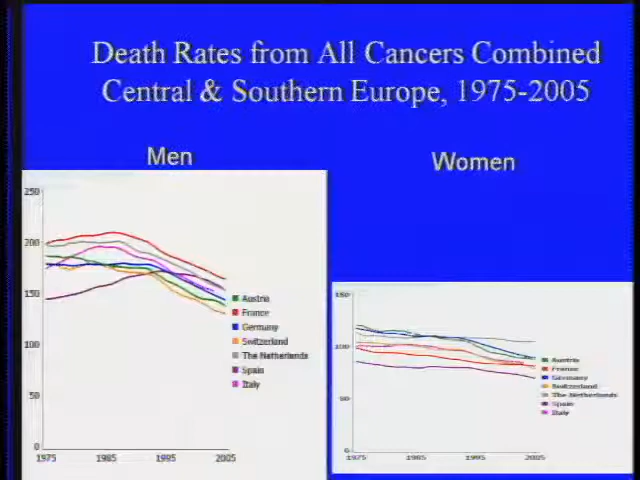 Death Rates from All Cancers Combined
Central & Southern Europe, 1975-2005
Men
Women
250
200
150
100
50
0
1975
1985
1995
2005
Austria
France
Germany
Switzerland
The Netherlands
Spain
Italy
150
100
50
0
1975
1985
1995
2005
Austria
France
Germany
Switzerland
The Netherlands
Spain
Italy